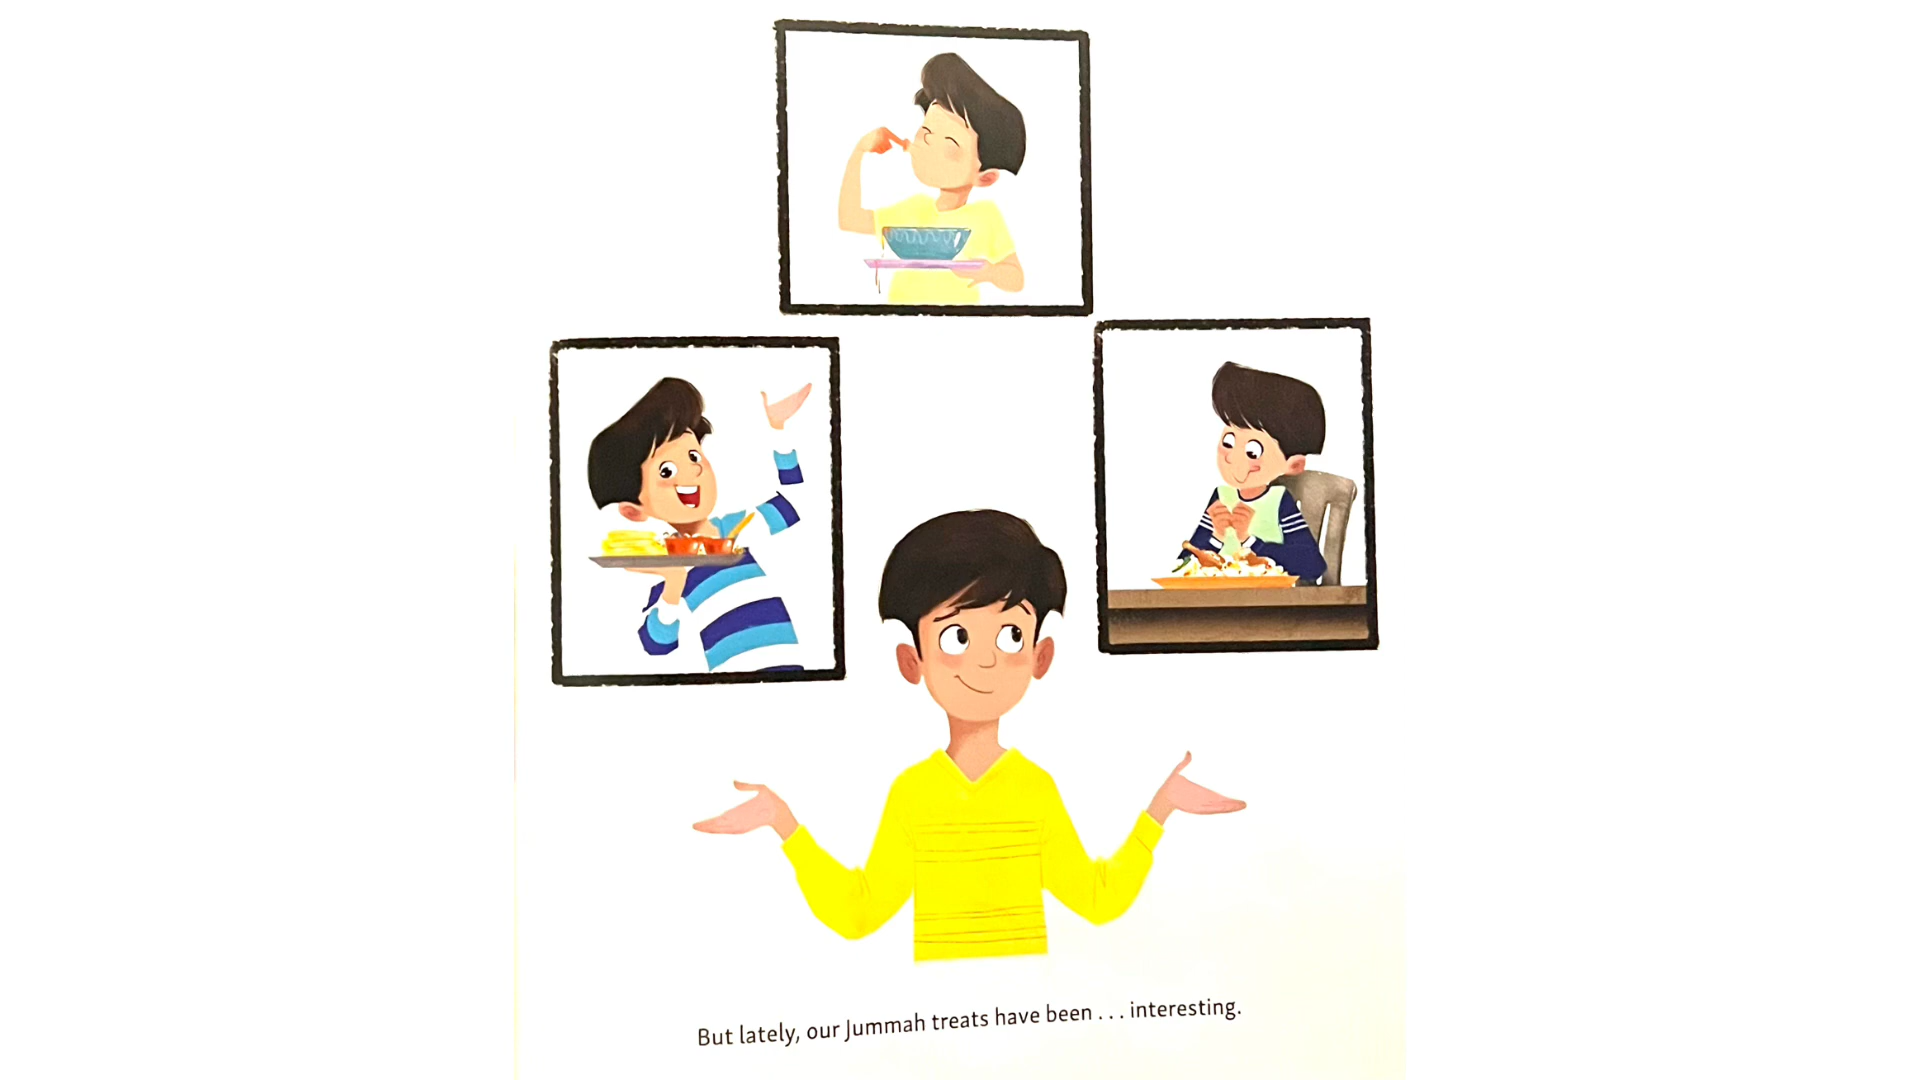 But lately, our Jummah treats have been . . . interesting.